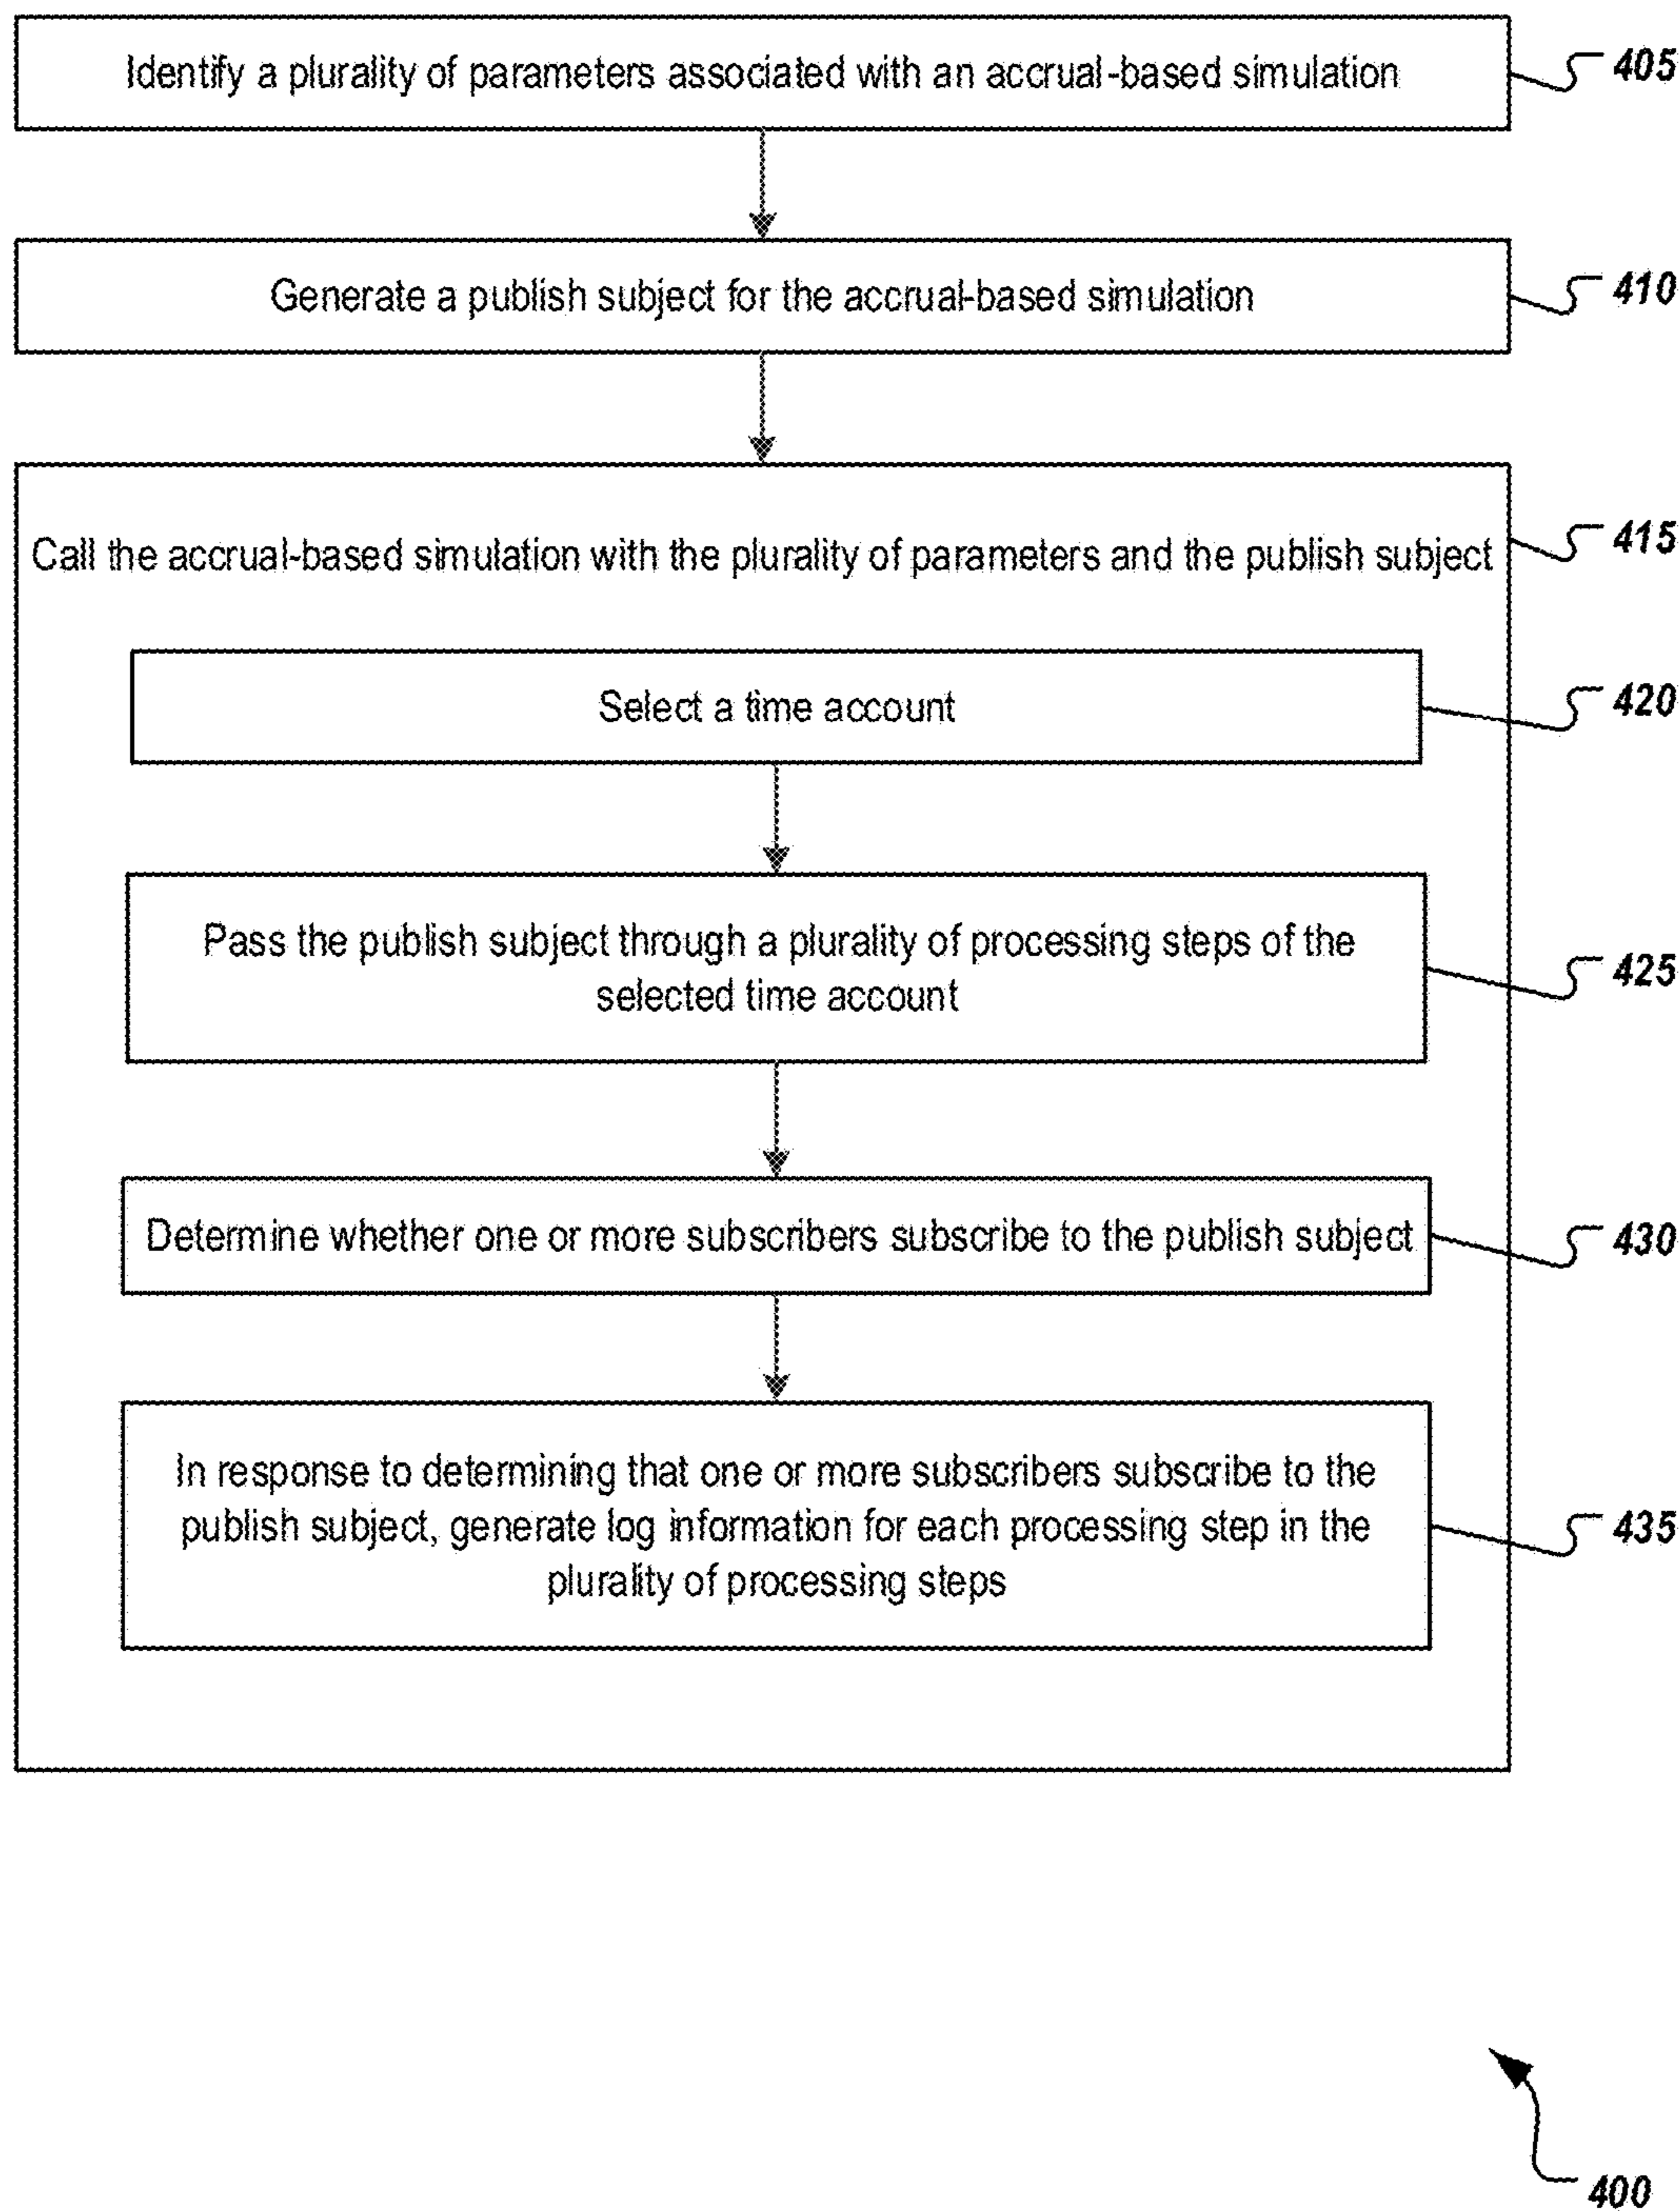 Identify a plurality of parameters associated with an accrual-based simulation
405
Generate a publish subject for the accrual-based simulation
410
Call the accrual-based simulation with the plurality of parameters and the publish subject
415
Select a time account
420
Pass the publish subject through a plurality of processing steps of the
selected time account
425
Determine whether one or more subscribers subscribe to the publish subject
430
In response to determining that one or more subscribers subscribe to the
publish subject, generate log information for each processing step in the
plurality of processing steps
435
400